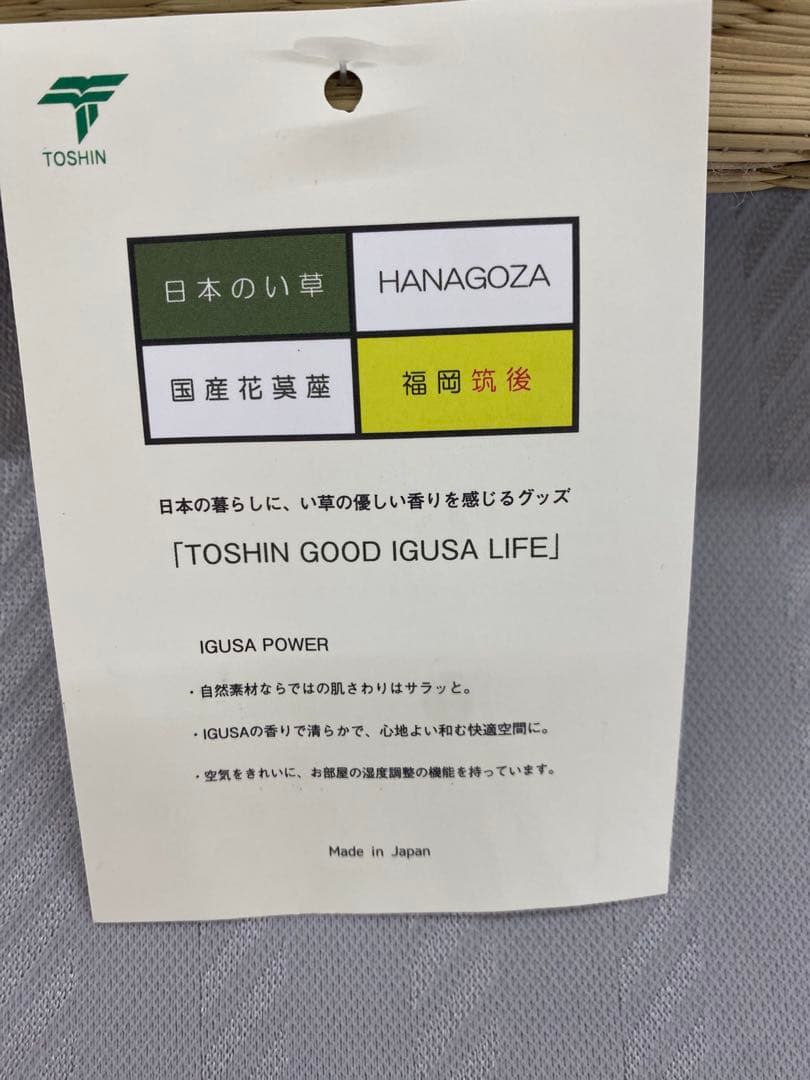 TOSHIN
日本のい草
HANAGOZA
国産花茣蓙
福岡筑後
日本の暮らしに、い草の優しい香りを感じるグッズ
「TOSHIN GOOD IGUSA LIFE」
IGUSA POWER
・自然素材ならではの肌さわりはサラッと。
・IGUSAの香りで清らかで、心地よい和む快適空間に。
・空気をきれいに、お部屋の湿度調整の機能を持っています。
Made in Japan